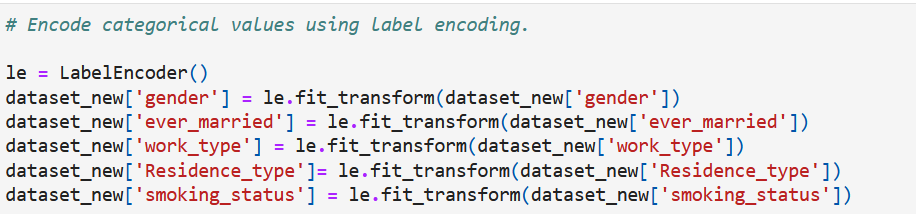 # Encode categorical values using label encoding.
le = LabelEncoder()
dataset_new['gender'] = le.fit_transform(dataset_new['gender'])
dataset_new['ever_married'] = le.fit_transform(dataset_new['ever_married'])
dataset_new['work_type'] = le.fit_transform(dataset_new['work_type'])
dataset_new['Residence_type']= le.fit_transform(dataset_new['Residence_type'])
dataset_new['smoking_status'] = le.fit_transform(dataset_new['smoking_status'])